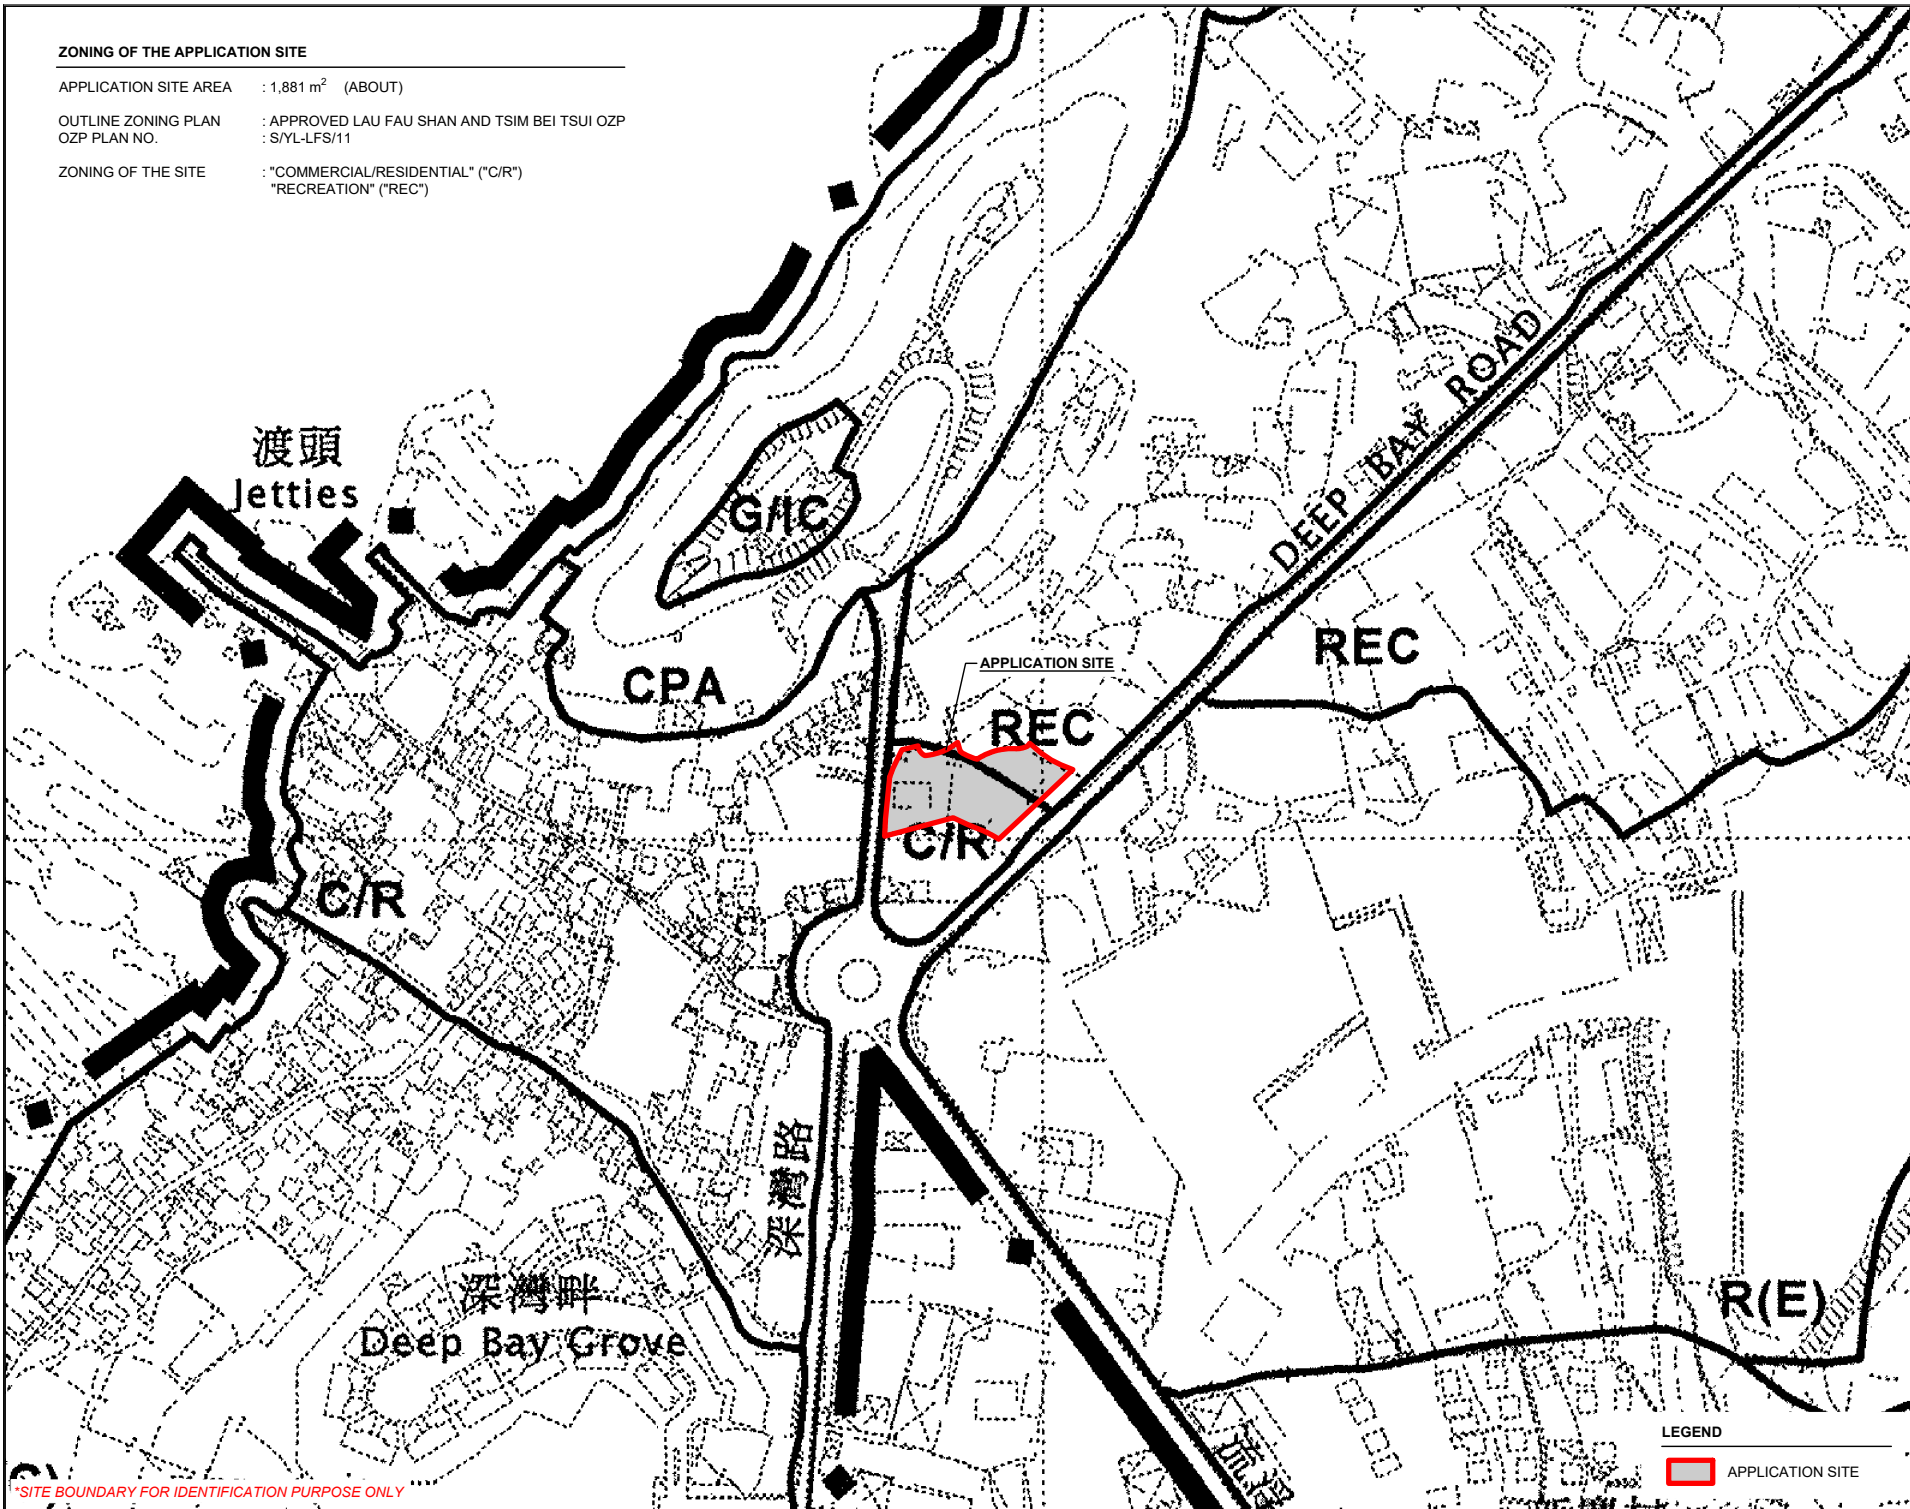 ZONING OF THE APPLICATION SITE
APPLICATION SITE AREA : 1,881 m² (ABOUT)
OUTLINE ZONING PLAN : APPROVED LAU FAU SHAN AND TSIM BEI TSUI OZP
OZP PLAN NO. : S/YL-LFS/11
ZONING OF THE SITE : "COMMERCIAL/RESIDENTIAL" ("C/R")
"RECREATION" ("REC")
渡頭
Jetties
G/IC
DEEP BAY ROAD
REC
CPA
APPLICATION SITE
REC
C/R
C/R
深灣路
深灣畔
Deep Bay Grove
R(E)
LEGEND
APPLICATION SITE
*SITE BOUNDARY FOR IDENTIFICATION PURPOSE ONLY